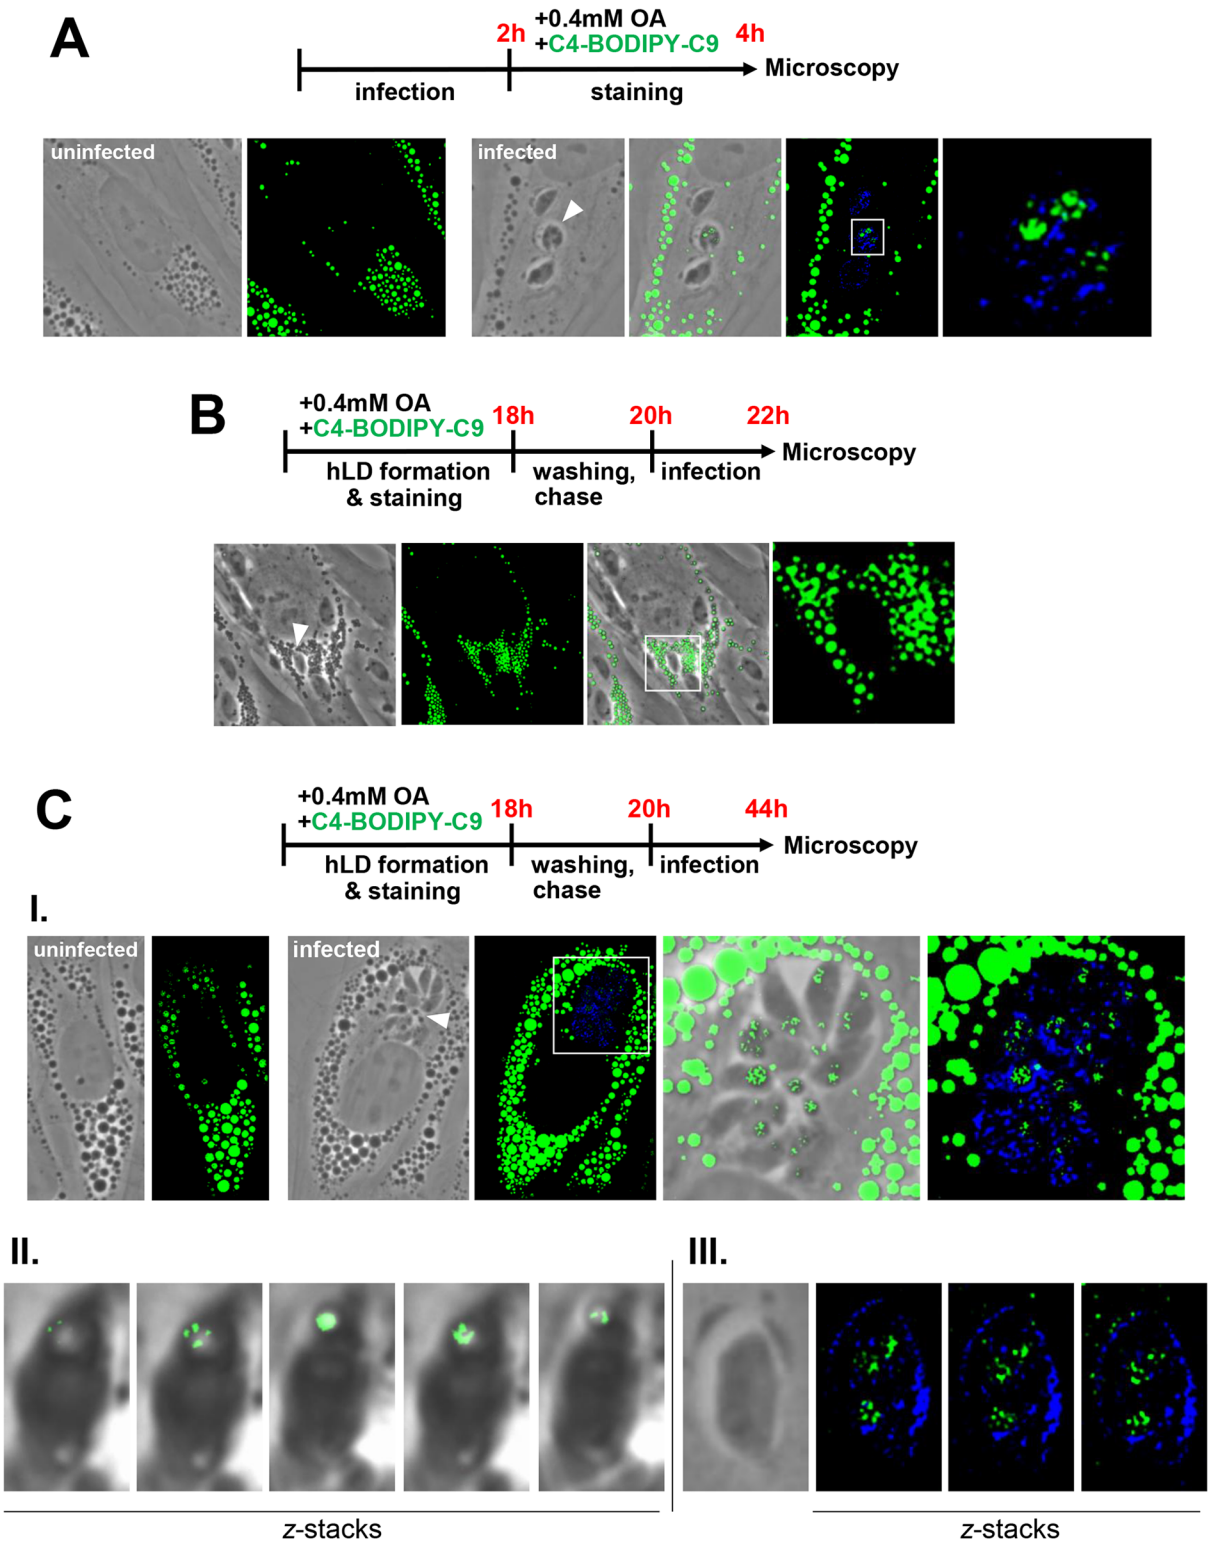 A
2h
+0.4mM OA
+C4-BODIPY-C9
4h
Microscopy
infection
staining
uninfected
infected
B
+0.4mM OA
+C4-BODIPY-C9
18h
20h
22h
Microscopy
hLD formation
& staining
washing,
chase
infection
C
+0.4mM OA
+C4-BODIPY-C9
18h
20h
44h
Microscopy
hLD formation
& staining
washing,
chase
infection
I.
uninfected
infected
II.
III.
z-stacks
z-stacks